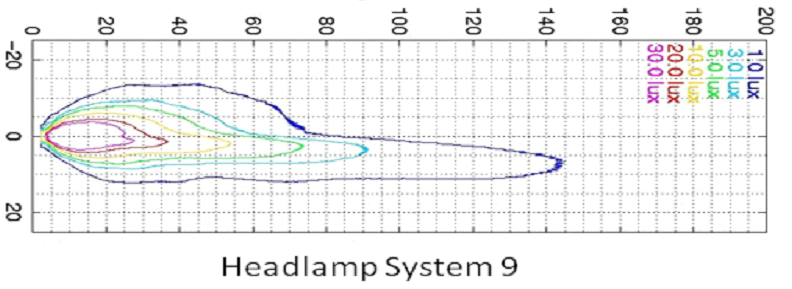 0 20 40 60 80 100 120 140 160 180 200
-20
0
20
1.0 lux
3.0 lux
5.0 lux
10.0 lux
20.0 lux
30.0 lux
Headlamp System 9